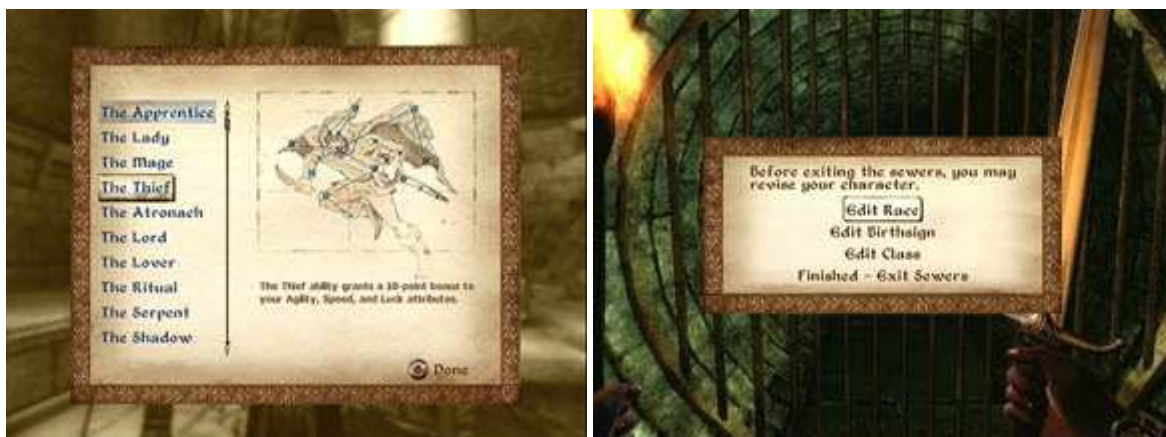 The Apprentice
The Lady
The Mage
The Thief
The Atronach
The Lord
The Lover
The Ritual
The Serpent
The Shadow
The Thief ability grants a 10-point bonus to
your Agility, Speed, and Luck attributes.
Done
Before exiting the sewers, you may
revise your character.
Edit Race
Edit Birthsign
Edit Class
Finished - Exit Sewers